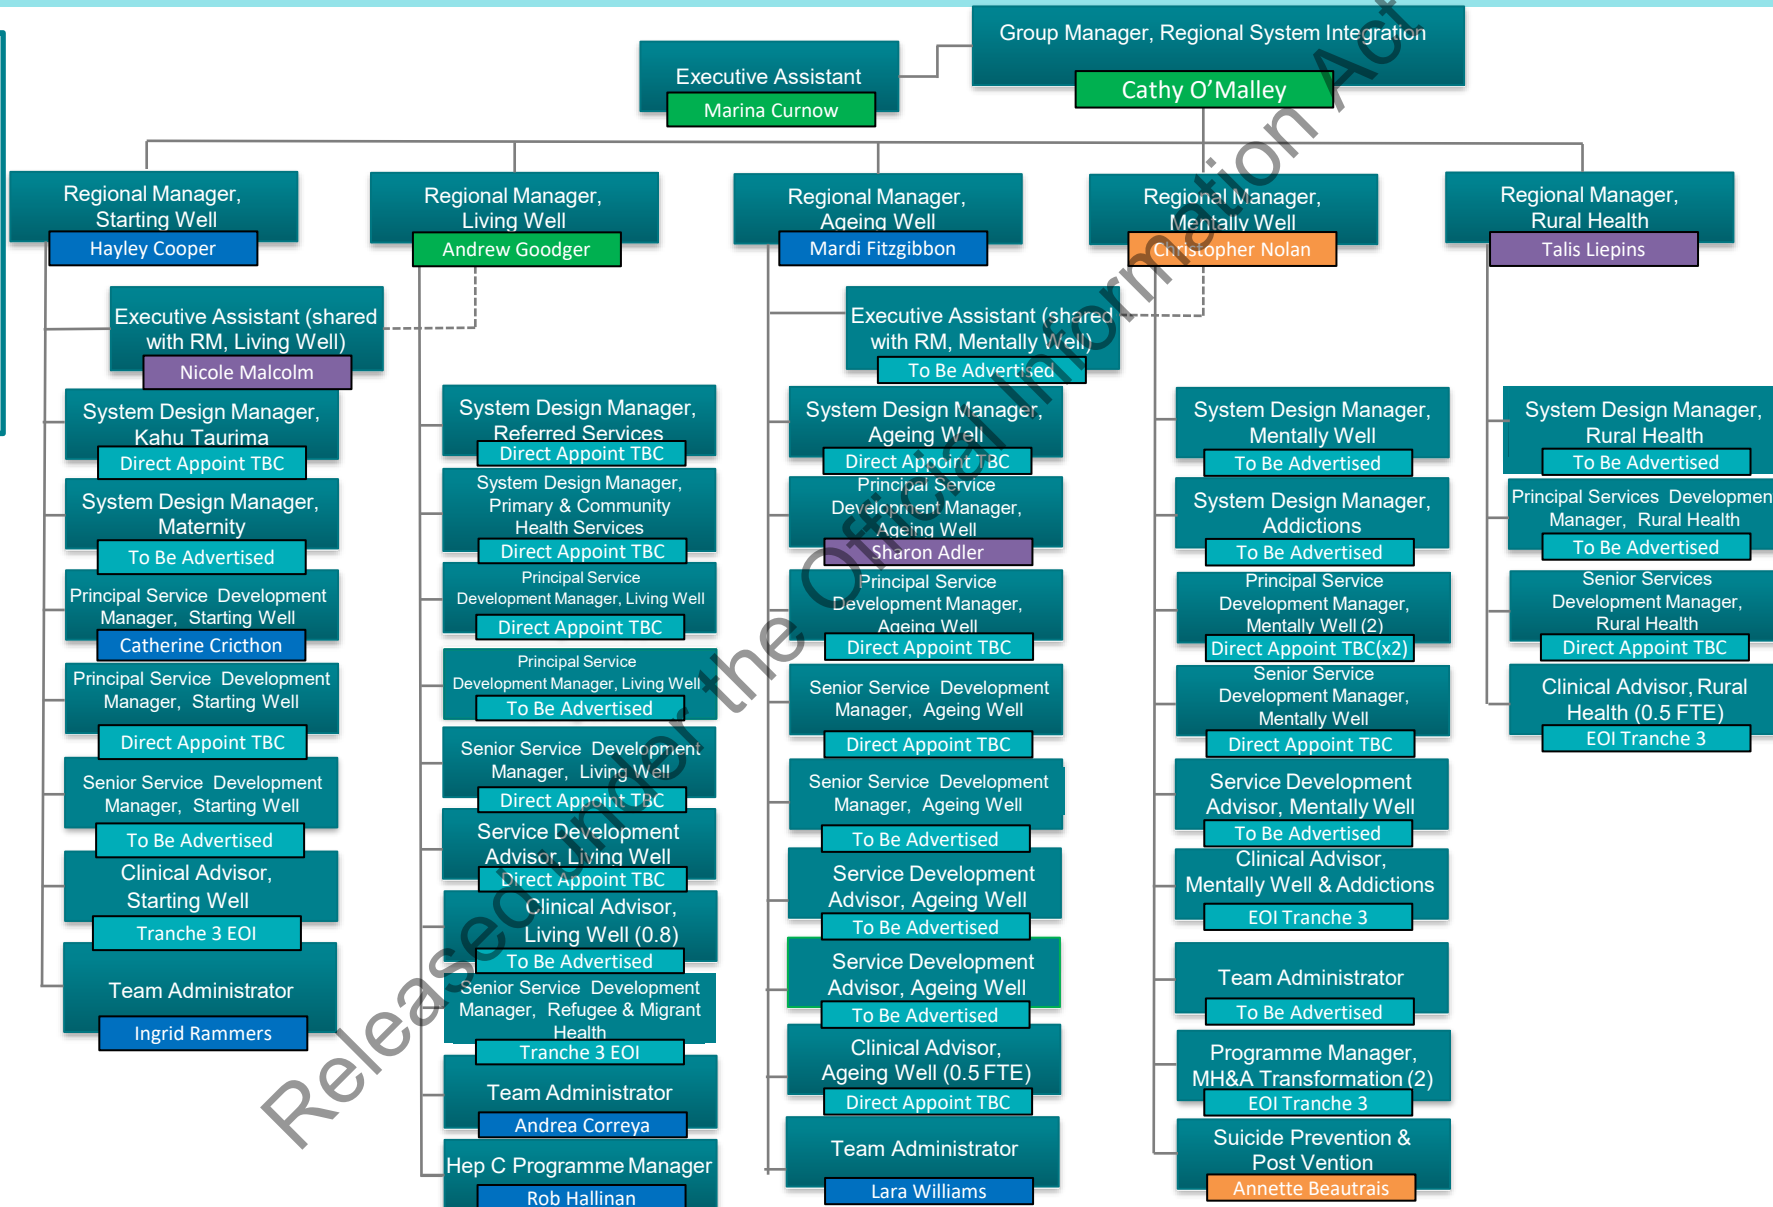 Group Manager, Regional System Integration
Cathy O’Malley
Executive Assistant
Marina Curnow
Regional Manager,
Starting Well
Hayley Cooper
Executive Assistant (shared
with RM, Living Well)
Nicole Malcolm
System Design Manager,
Kahu Taurima
Direct Appoint TBC
System Design Manager,
Maternity
To Be Advertised
Principal Service Development
Manager, Starting Well
Catherine Cricthon
Principal Service Development
Manager, Starting Well
Direct Appoint TBC
Senior Service Development
Manager, Starting Well
To Be Advertised
Clinical Advisor,
Starting Well
Tranche 3 EOI
Team Administrator
Ingrid Rammers
Regional Manager,
Living Well
Andrew Goodger
System Design Manager,
Referred Services
Direct Appoint TBC
System Design Manager,
Primary & Community
Health Services
Direct Appoint TBC
Principal Service
Development Manager, Living Well
Direct Appoint TBC
Principal Service
Development Manager, Living Well
To Be Advertised
Senior Service Development
Manager, Living Well
Direct Appoint TBC
Service Development
Advisor, Living Well
Direct Appoint TBC
Clinical Advisor,
Living Well (0.8)
To Be Advertised
Senior Service Development
Manager, Refugee & Migrant
Health
Tranche 3 EOI
Team Administrator
Andrea Correya
Hep C Programme Manager
Rob Hallinan
Regional Manager,
Ageing Well
Mardi Fitzgibbon
Executive Assistant (shared
with RM, Mentally Well)
To Be Advertised
System Design Manager,
Ageing Well
Direct Appoint TBC
Principal Service
Development Manager,
Ageing Well
Sharon Adler
Principal Service
Development Manager,
Ageing Well
Direct Appoint TBC
Senior Service Development
Manager, Ageing Well
Direct Appoint TBC
Senior Service Development
Manager, Ageing Well
To Be Advertised
Service Development
Advisor, Ageing Well
To Be Advertised
Service Development
Advisor, Ageing Well
To Be Advertised
Clinical Advisor,
Ageing Well (0.5 FTE)
Direct Appoint TBC
Team Administrator
Lara Williams
Regional Manager,
Mentally Well
Christopher Nolan
System Design Manager,
Mentally Well
To Be Advertised
System Design Manager,
Addictions
To Be Advertised
Principal Service
Development Manager,
Mentally Well (2)
Direct Appoint TBC(x2)
Senior Service
Development Manager,
Mentally Well
Direct Appoint TBC
Service Development
Advisor, Mentally Well
To Be Advertised
Clinical Advisor,
Mentally Well & Addictions
EOI Tranche 3
Team Administrator
To Be Advertised
Programme Manager,
MH&A Transformation (2)
EOI Tranche 3
Suicide Prevention &
Post Vention
Annette Beautrais
Regional Manager,
Rural Health
Talis Liepins
System Design Manager,
Rural Health
To Be Advertised
Principal Services Developmen
Manager, Rural Health
To Be Advertised
Senior Services
Development Manager,
Rural Health
Direct Appoint TBC
Clinical Advisor, Rural
Health (0.5 FTE)
EOI Tranche 3
Released under the Official Information Act